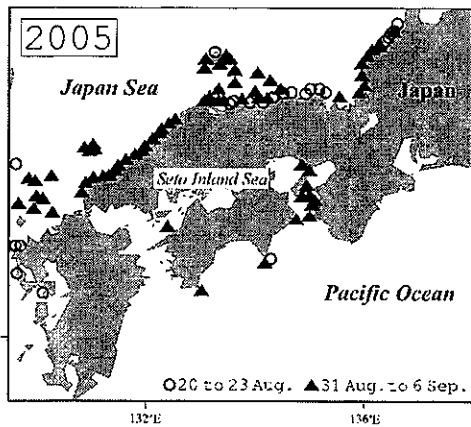 2005
Japan Sea
Japan
Seto Inland Sea
Pacific Ocean
○20 to 23 Aug. ▲31 Aug. to 6 Sep.
132°E
136°E